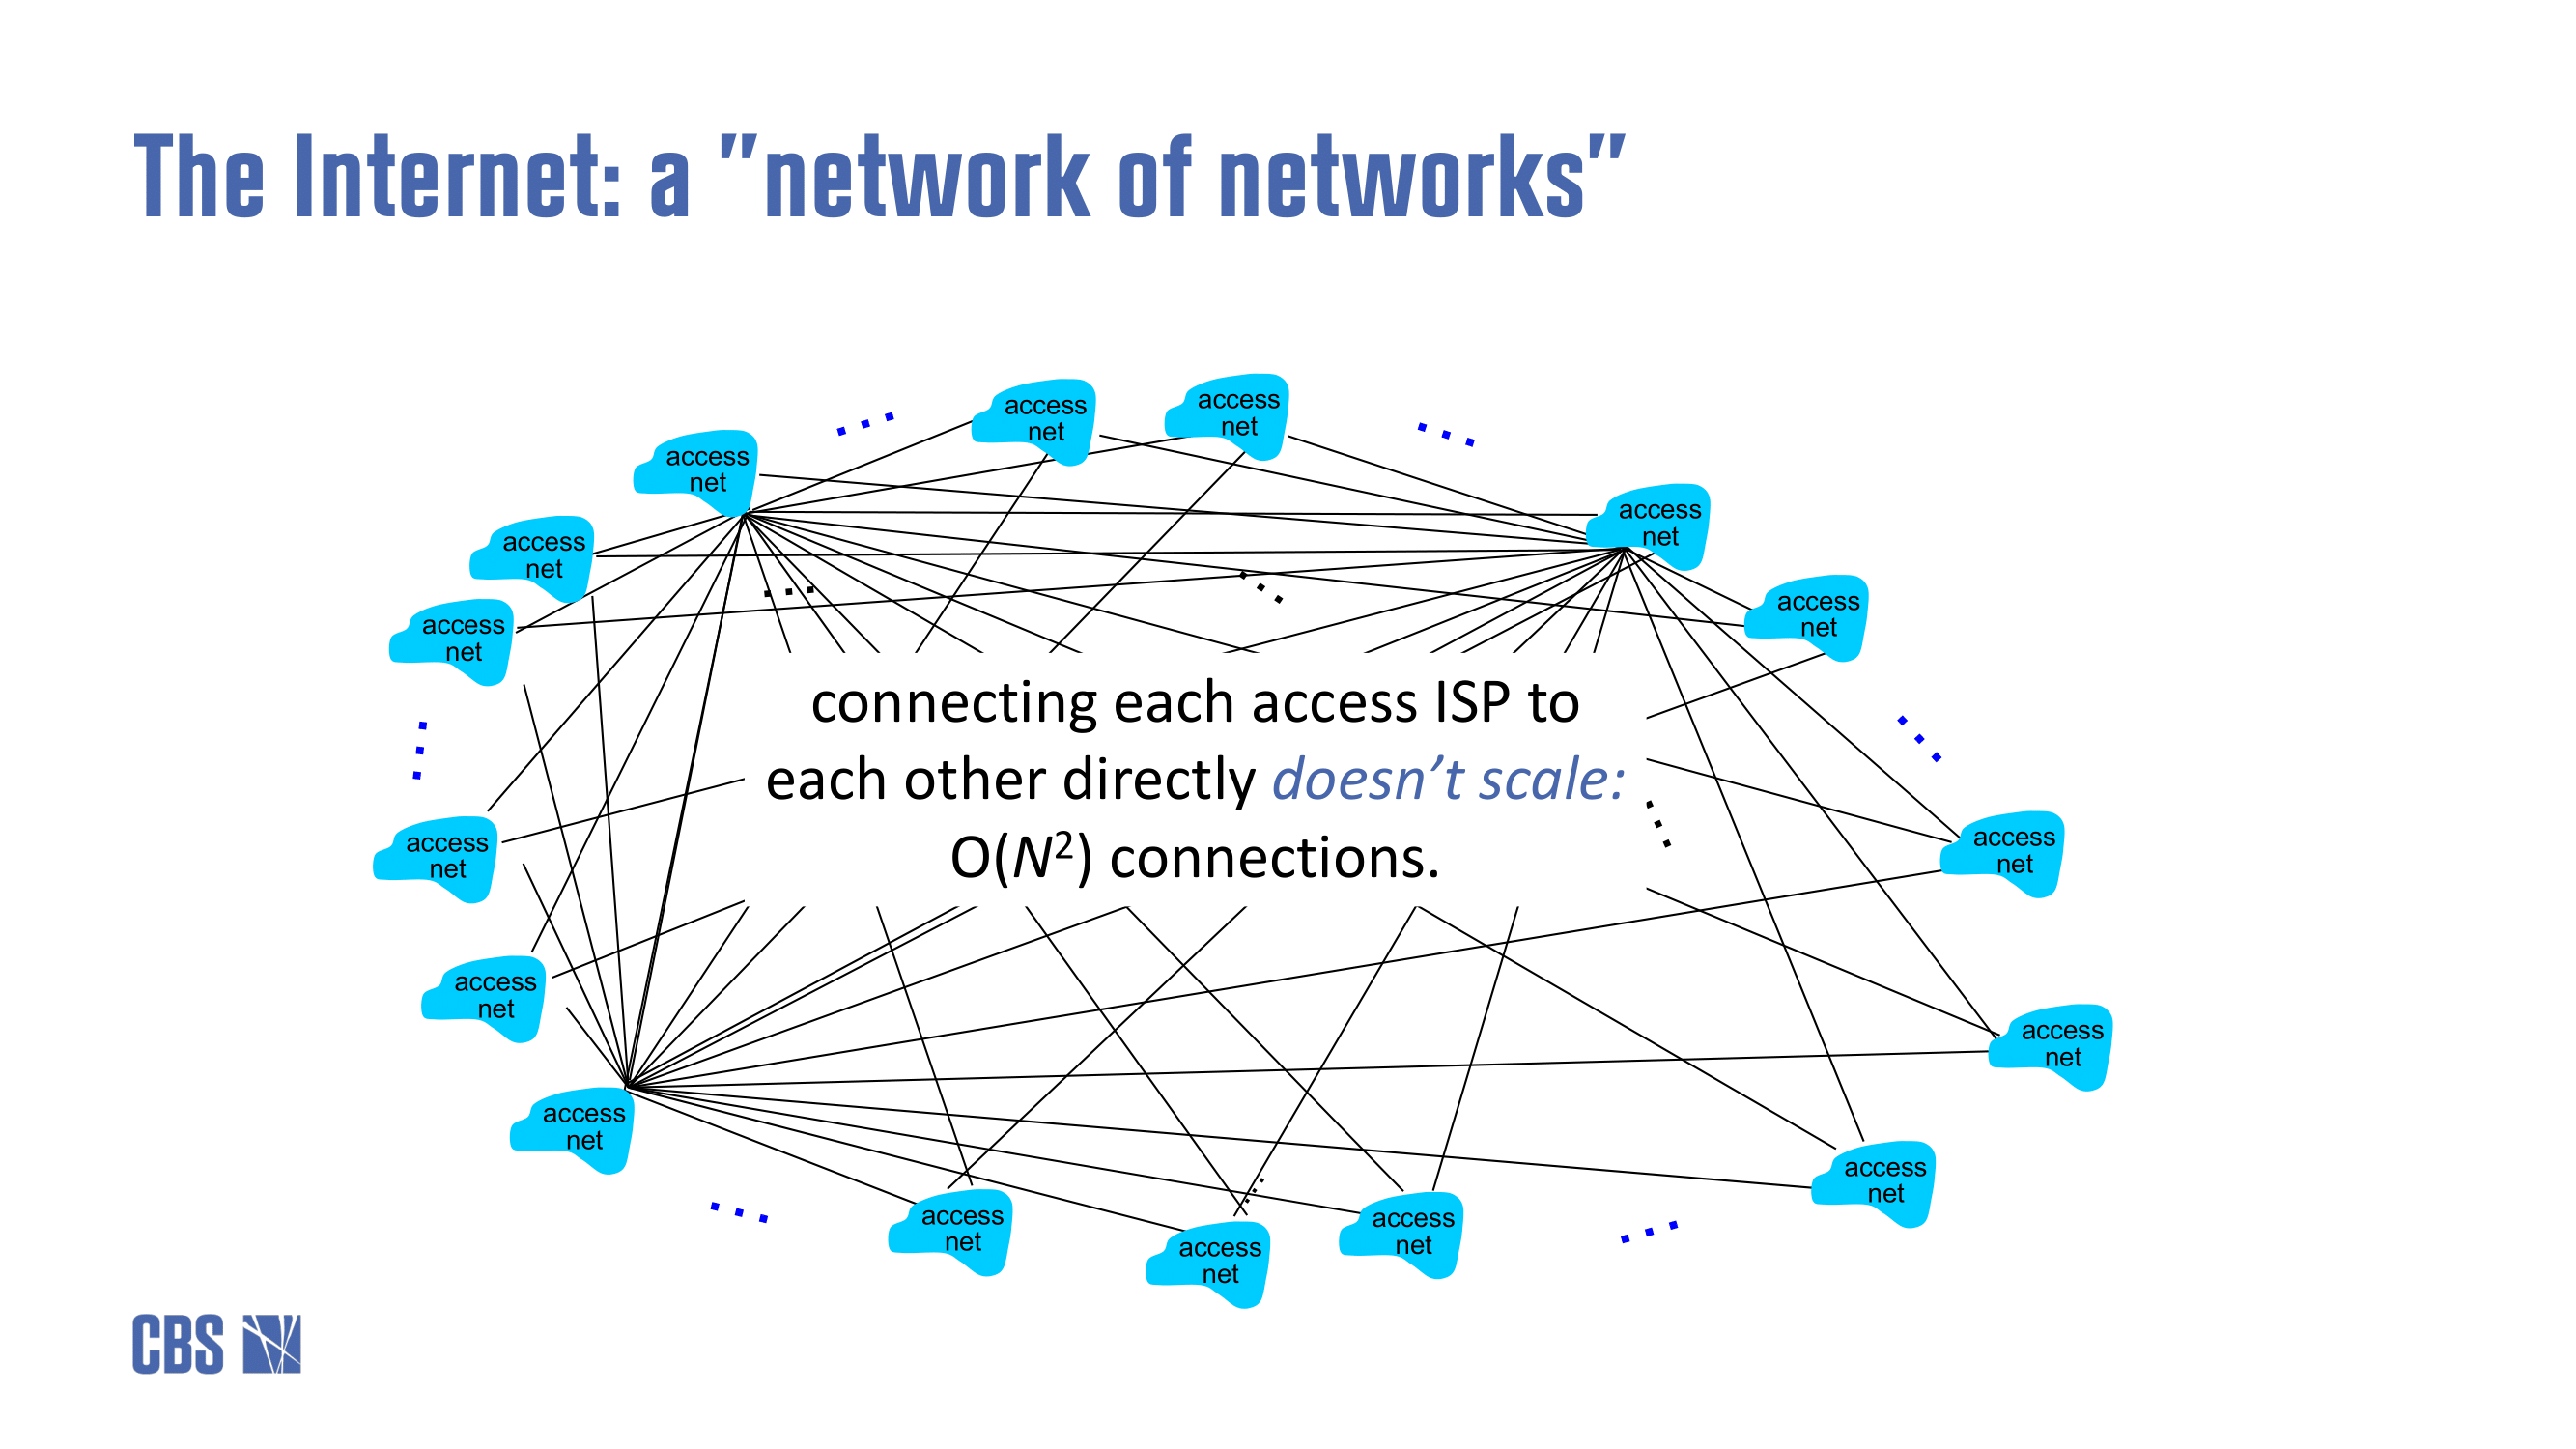 The Internet: a "network of networks"
access
net
access
net
access
net
access
net
access
net
access
net
access
net
connecting each access ISP to
each other directly doesn't scale:
O(N²) connections.
access
net
access
net
access
net
access
net
access
net
access
net
access
net
access
net
access
net
CBS